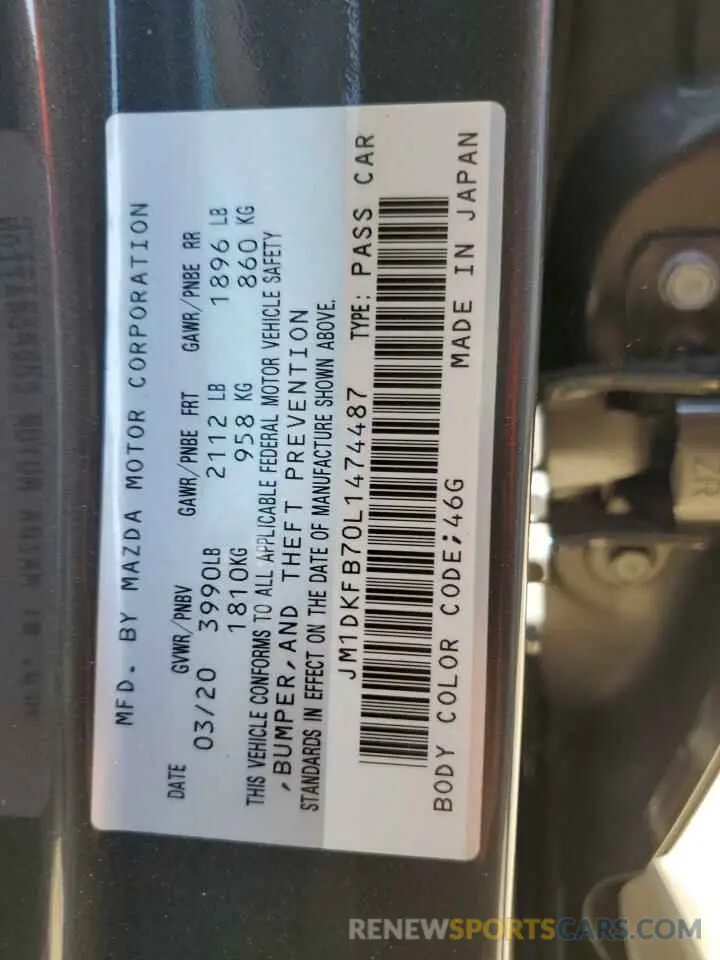 MFD. BY MAZDA MOTOR CORPORATION
DATE GVWR/PNBV GAWR/PNBE FRT GAWR/PNBE RR
03/20 3990LB 2112 LB 1896 LB
1810KG 958 KG 860 KG
THIS VEHICLE CONFORMS TO ALL APPLICABLE FEDERAL MOTOR VEHICLE SAFETY
,BUMPER,AND THEFT PREVENTION
STANDARDS IN EFFECT ON THE DATE OF MANUFACTURE SHOWN ABOVE.
JM1DKFB70L1474487 TYPE: PASS CAR
BODY COLOR CODE;46G MADE IN JAPAN
RENEWSPORTSCARS.COM